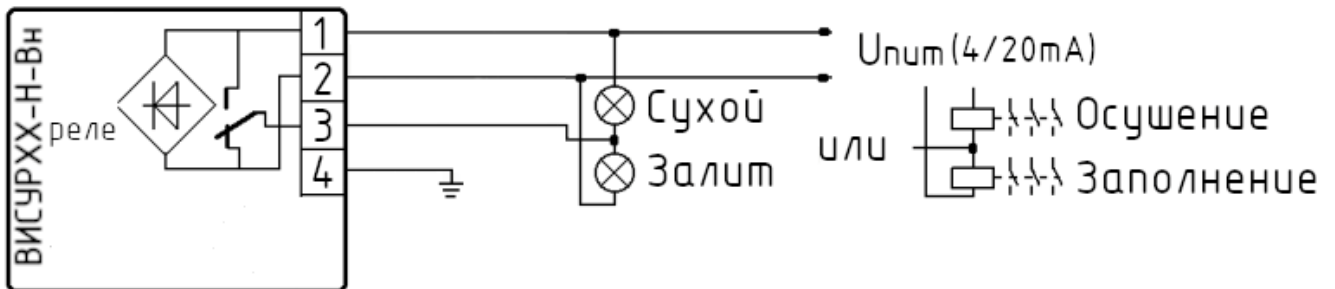 ВИСУРХХ-Н-Вн
реле
1
2
3
4
Сухой
Залит
Uпит(4/20mA)
или
Осушение
Заполнение